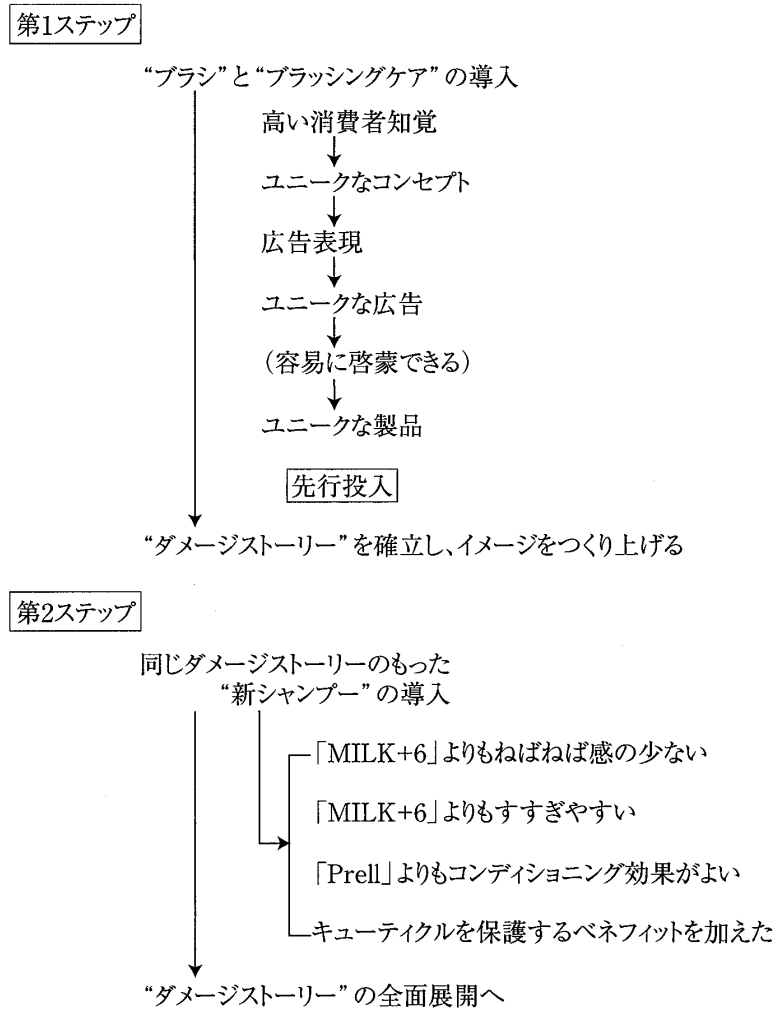 第1ステップ
“ブラシ”と“ブラッシングケア”の導入
高い消費者知覚
ユニークなコンセプト
広告表現
ユニークな広告
（容易に啓蒙できる）
ユニークな製品
先行投入
“ダメージストーリー”を確立し、イメージをつくり上げる
第2ステップ
同じダメージストーリーのもった
“新シャンプー”の導入
「MILK+6」よりもねばねば感の少ない
「MILK+6」よりもすすぎやすい
「Prell」よりもコンディショニング効果がよい
キューティクルを保護するベネフィットを加えた
“ダメージストーリー”の全面展開へ